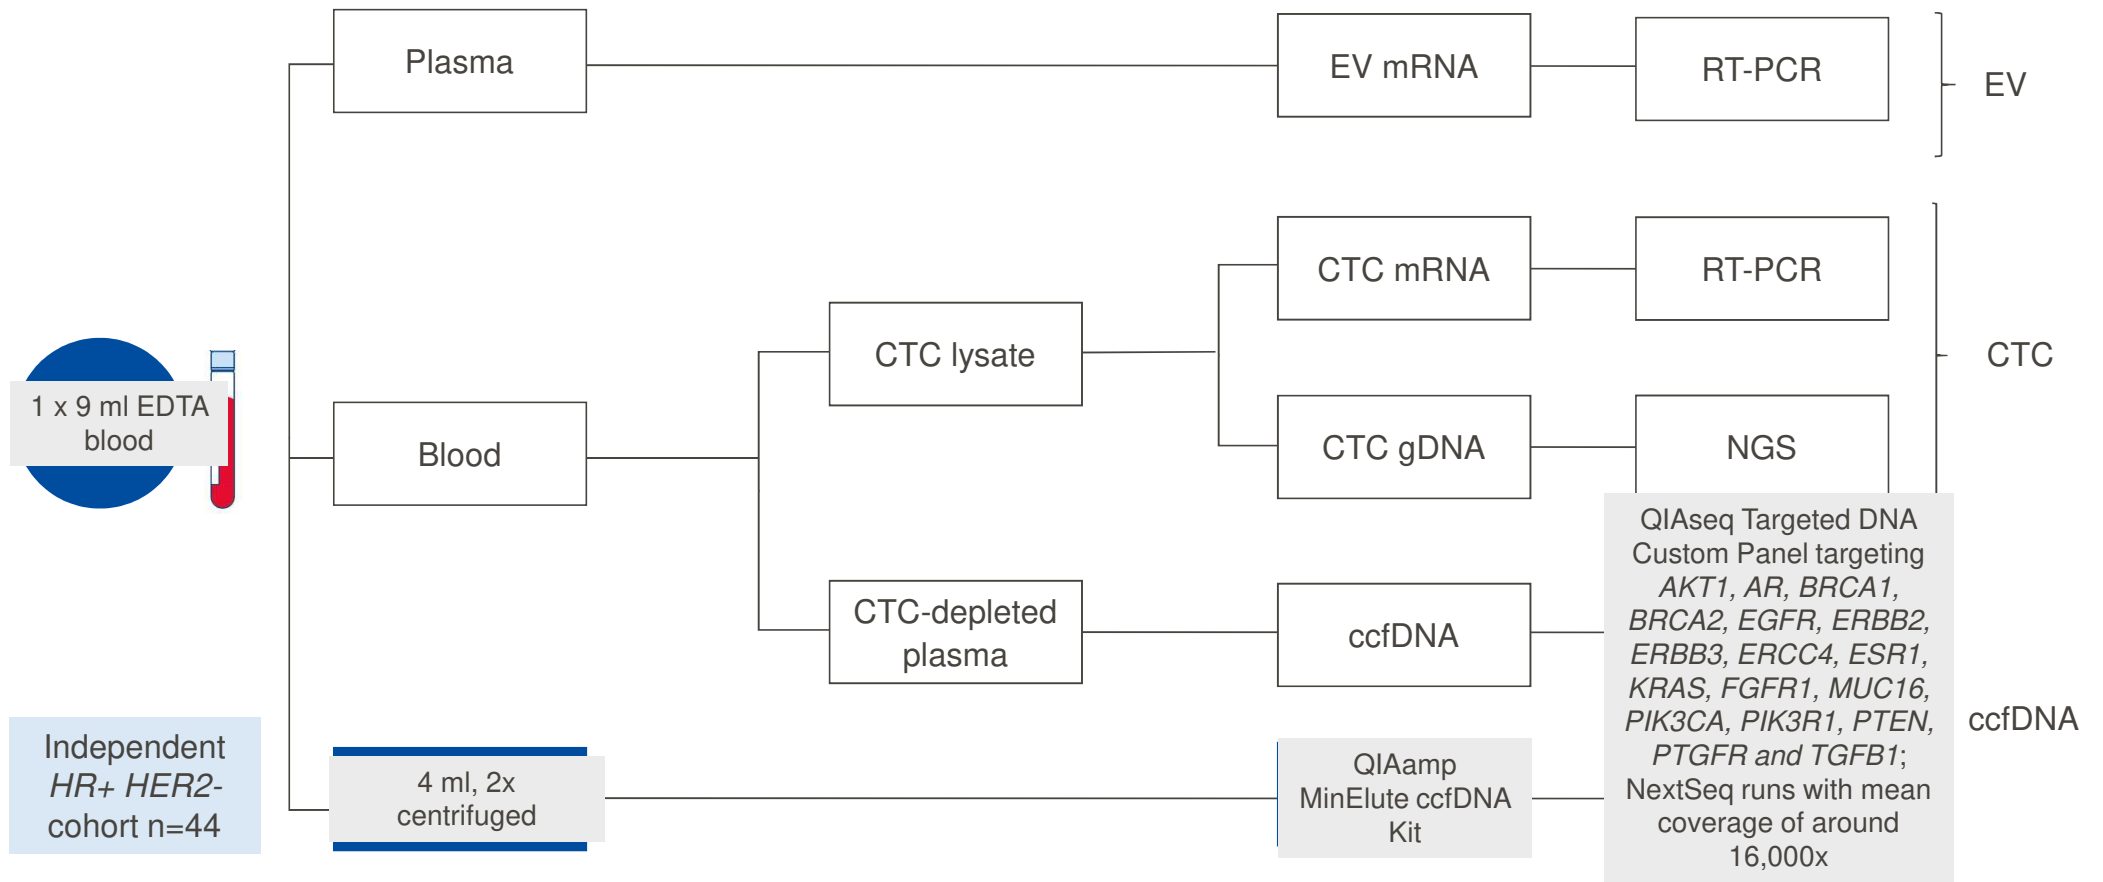 Plasma
EV mRNA
RT-PCR
EV
CTC mRNA
RT-PCR
CTC lysate
CTC
1 x 9 ml EDTA
blood
Blood
CTC gDNA
NGS
CTC-depleted
plasma
ccfDNA
QIAseq Targeted DNA
Custom Panel targeting
AKT1, AR, BRCA1,
BRCA2, EGFR, ERBB2,
ERBB3, ERCC4, ESR1,
KRAS, FGFR1, MUC16,
PIK3CA, PIK3R1, PTEN,
PTGFR and TGFB1;
NextSeq runs with mean
coverage of around
16,000x
ccfDNA
Independent
HR+ HER2-
cohort n=44
4 ml, 2x
centrifuged
QIAamp
MinElute ccfDNA
Kit